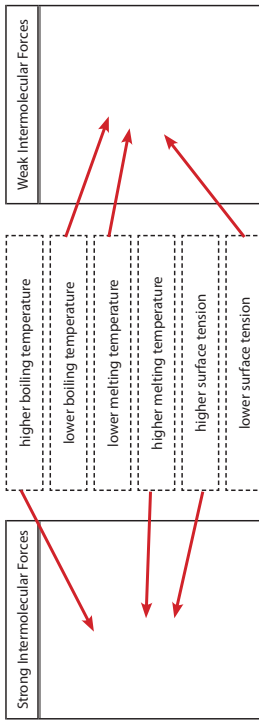 Strong Intermolecular Forces
higher boiling temperature
lower boiling temperature
lower melting temperature
higher melting temperature
higher surface tension
lower surface tension
Weak Intermolecular Forces